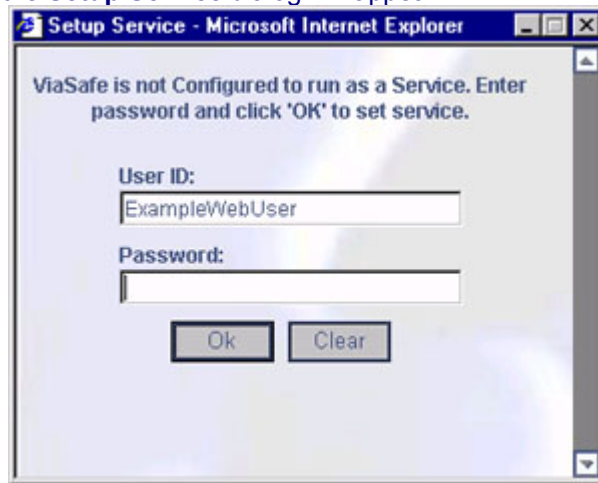 Setup Service - Microsoft Internet Explorer
ViaSafe is not Configured to run as a Service. Enter
password and click 'OK' to set service.
User ID:
ExampleWebUser
Password:
Ok Clear